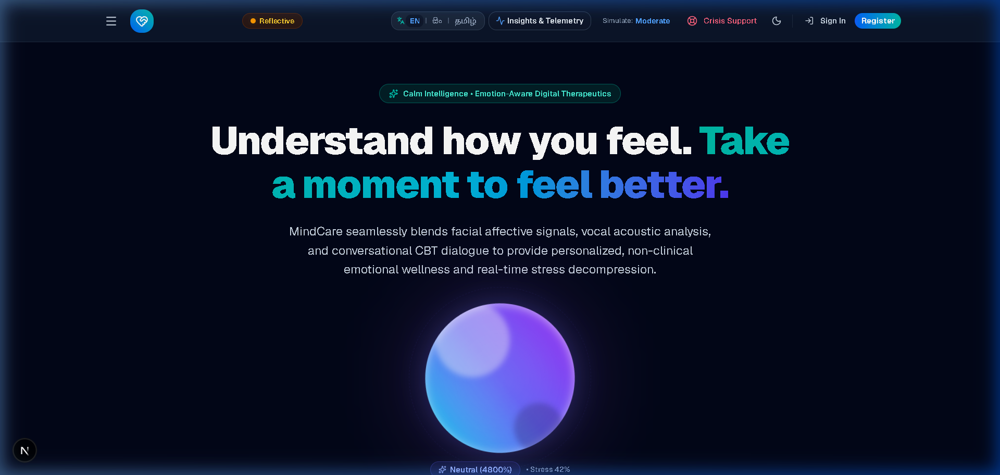 Reflective
EN | සිං | தமிழ்
Insights & Telemetry
Simulate: Moderate
Crisis Support
Sign In
Register
Calm Intelligence • Emotion-Aware Digital Therapeutics
Understand how you feel. Take
a moment to feel better.
MindCare seamlessly blends facial affective signals, vocal acoustic analysis,
and conversational CBT dialogue to provide personalized, non-clinical
emotional wellness and real-time stress decompression.
N
Neutral (4800%) • Stress 42%